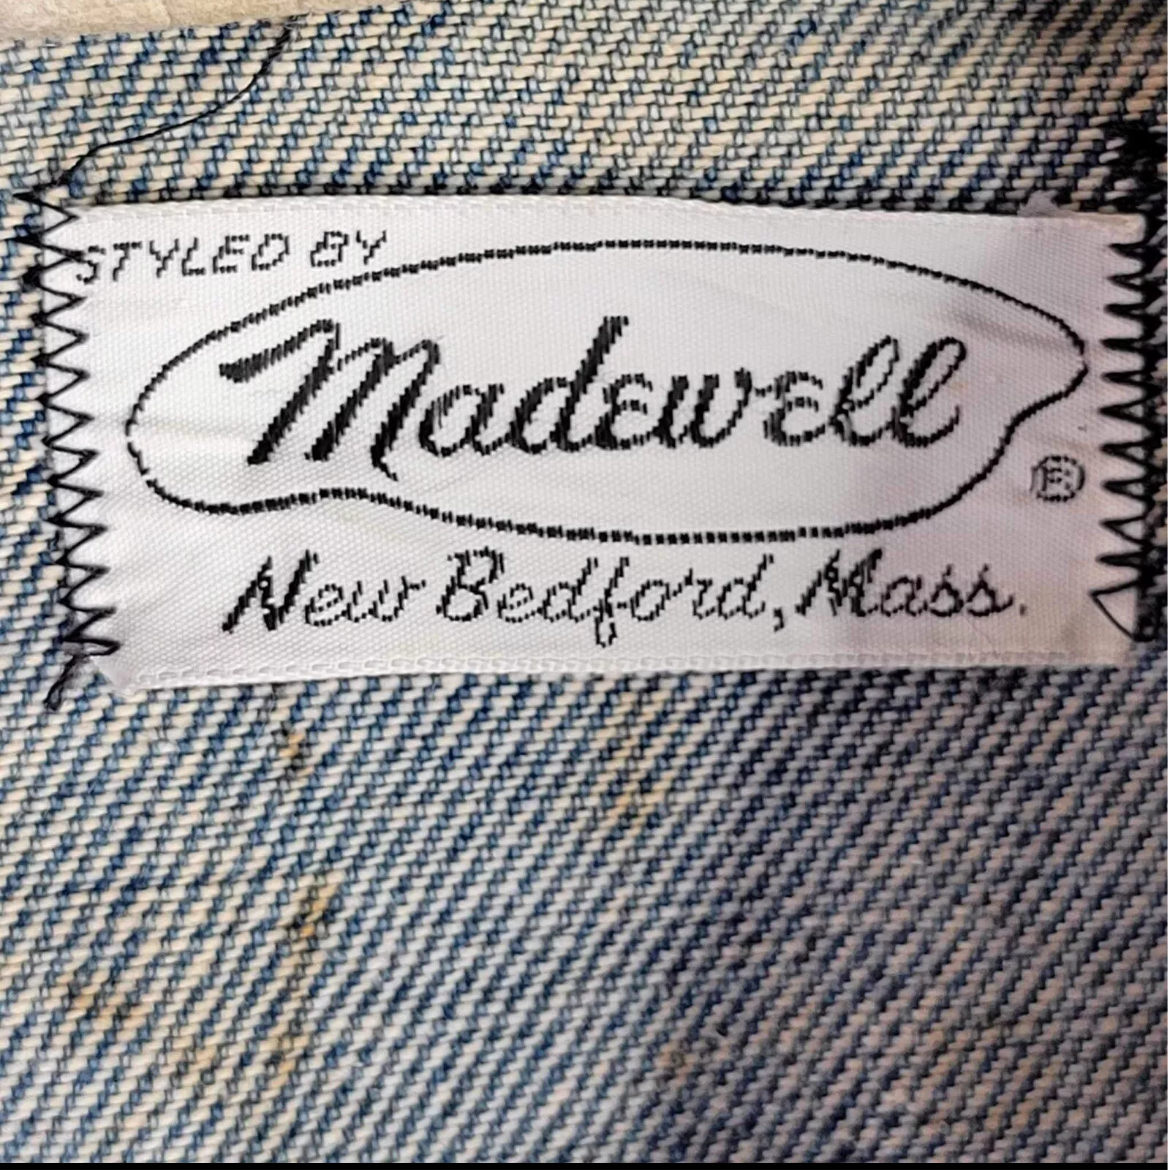 STYLED BY
Madewell
®
New Bedford, Mass.